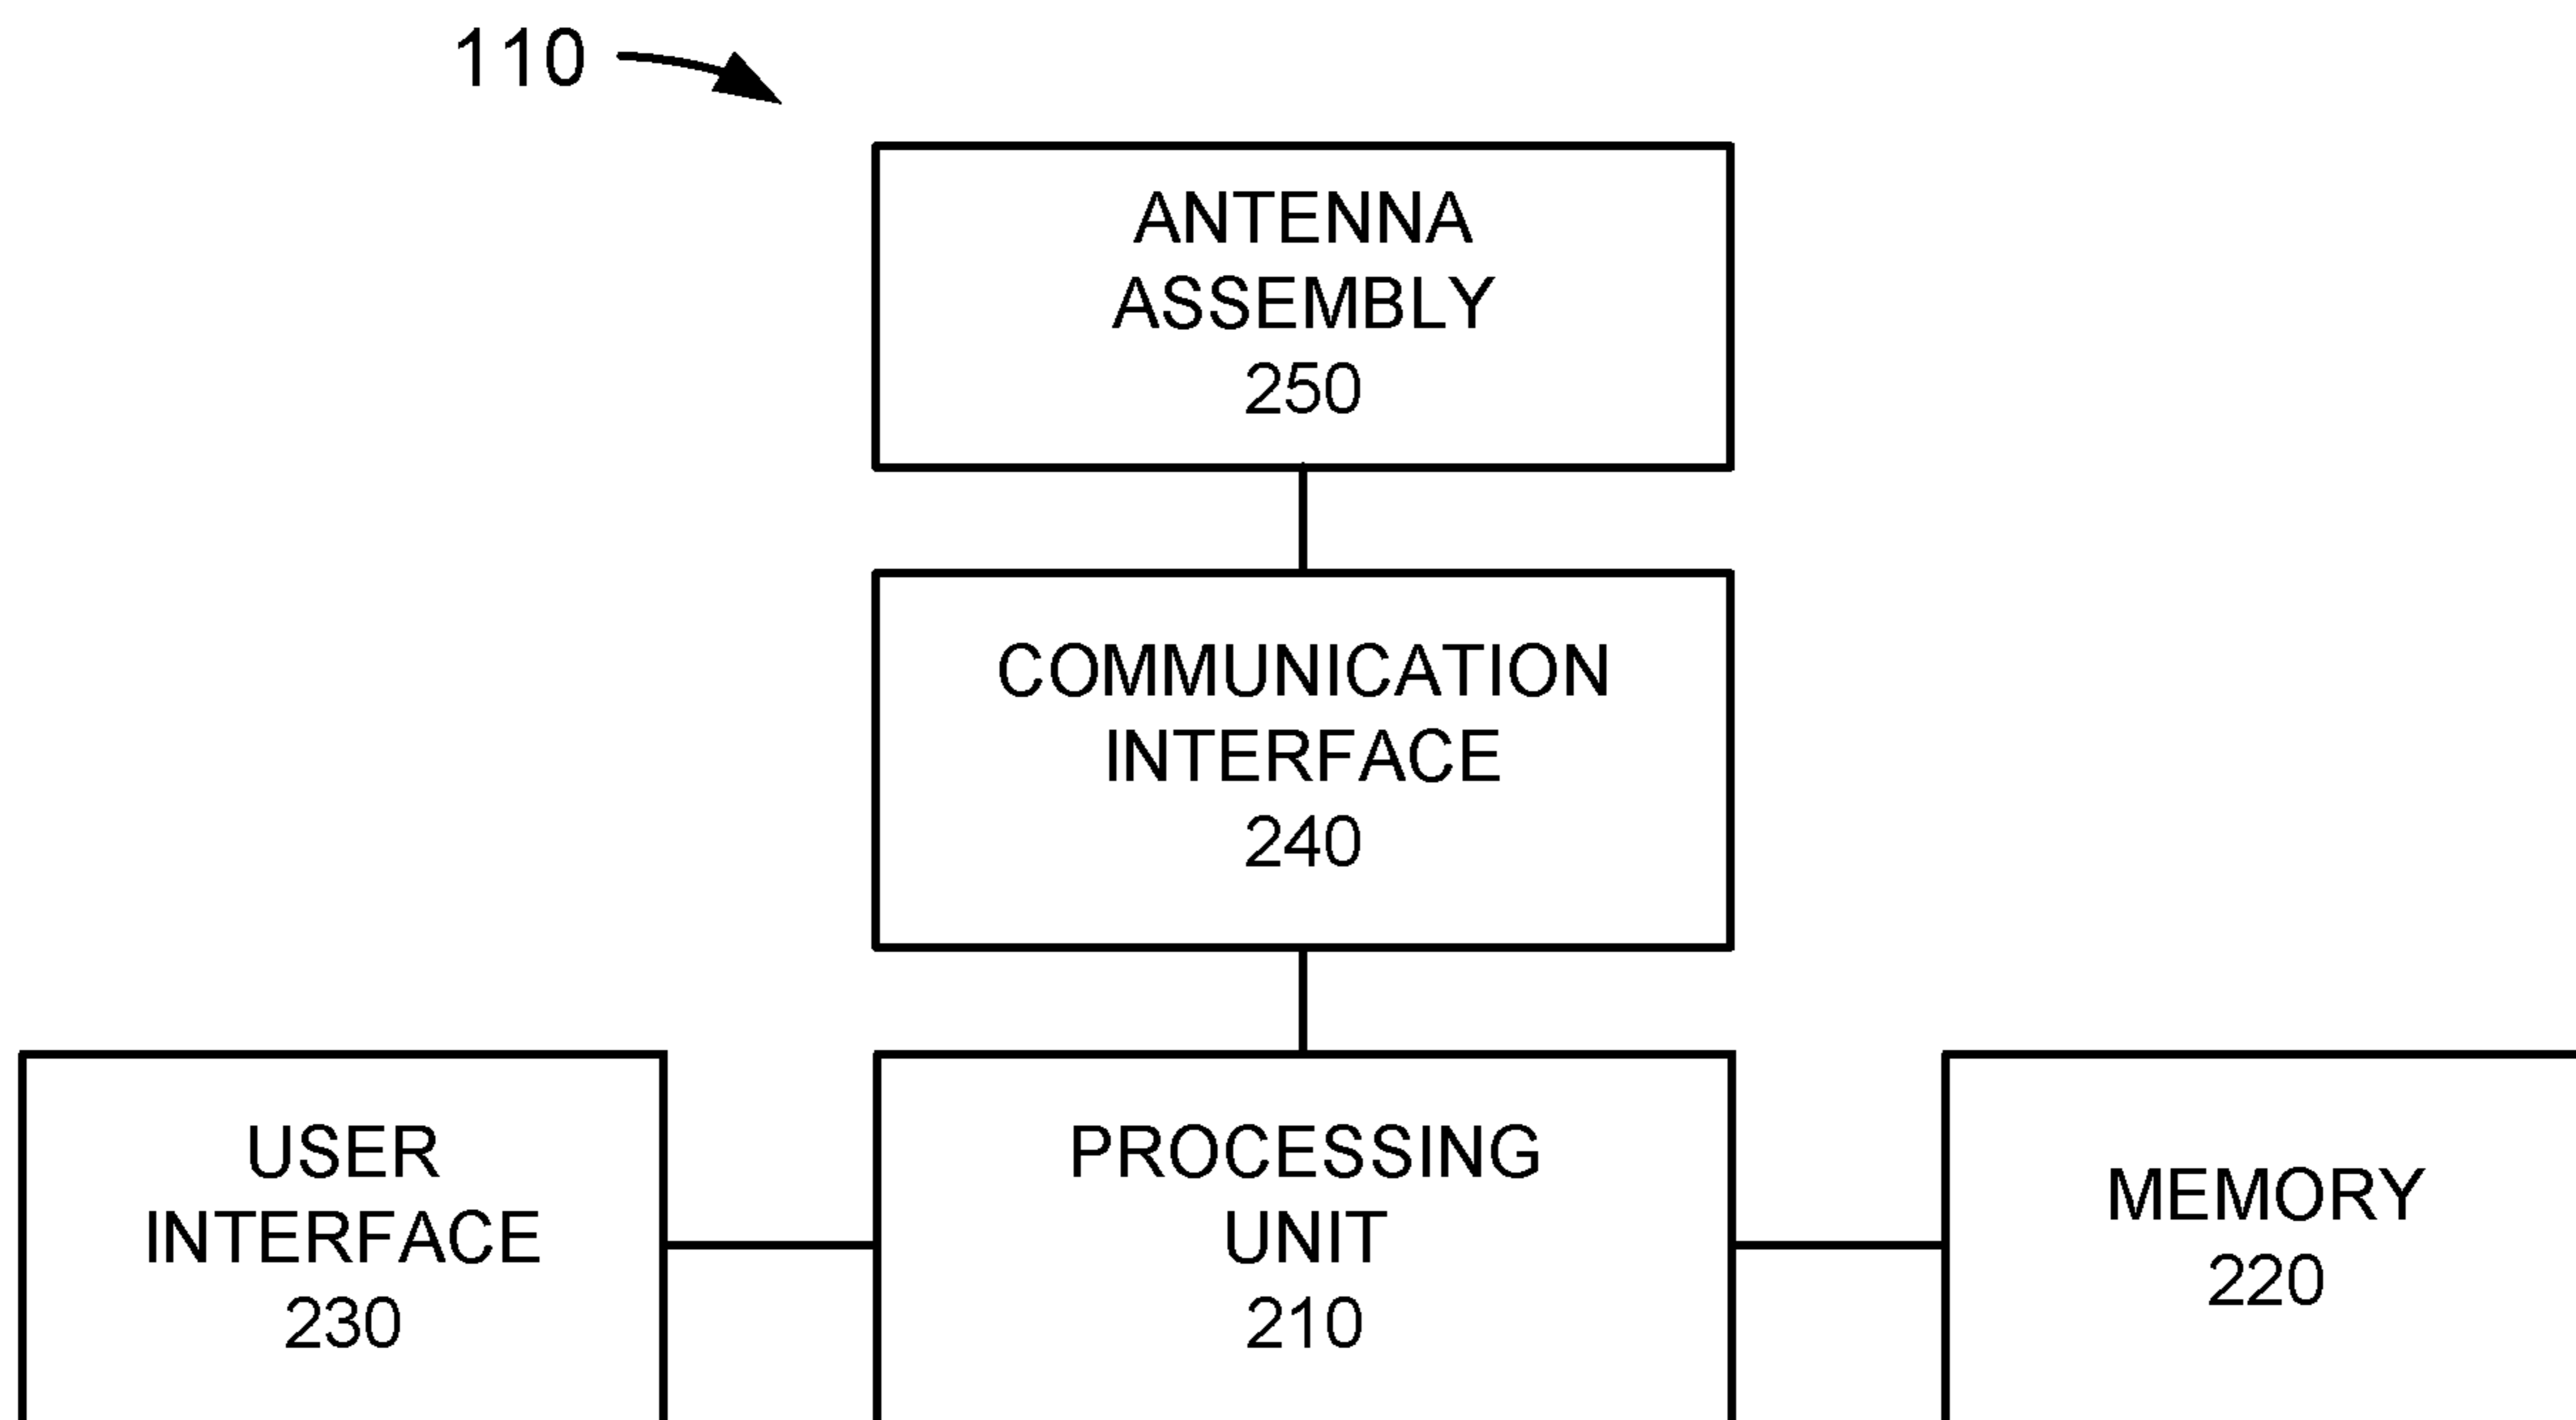 110
ANTENNA
ASSEMBLY
250
COMMUNICATION
INTERFACE
240
USER
INTERFACE
230
PROCESSING
UNIT
210
MEMORY
220